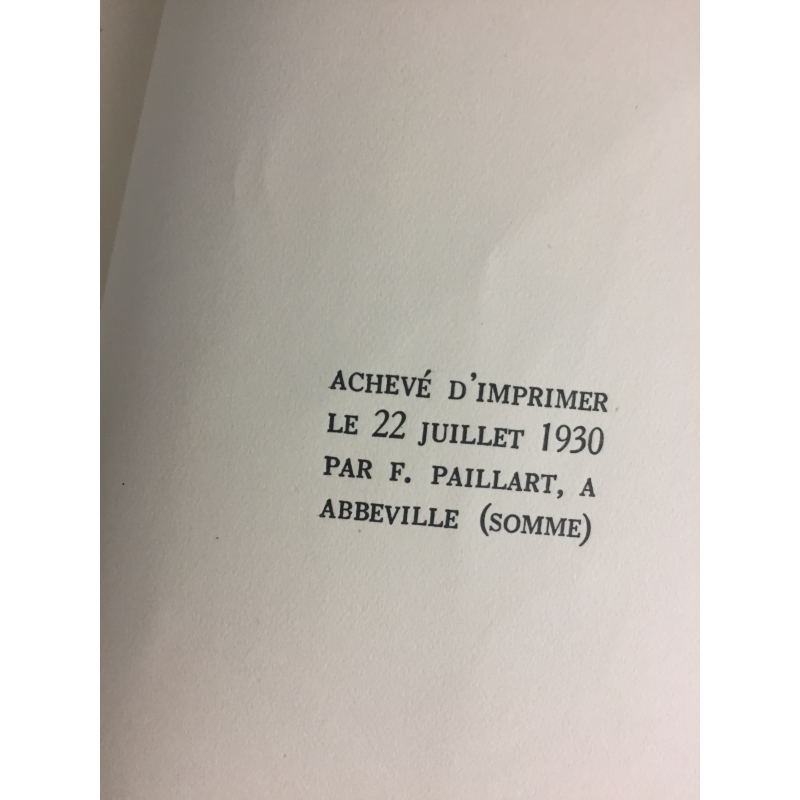 ACHEVÉ D'IMPRIMER
LE 22 JUILLET 1930
PAR F. PAILLART, A
ABBEVILLE (SOMME)